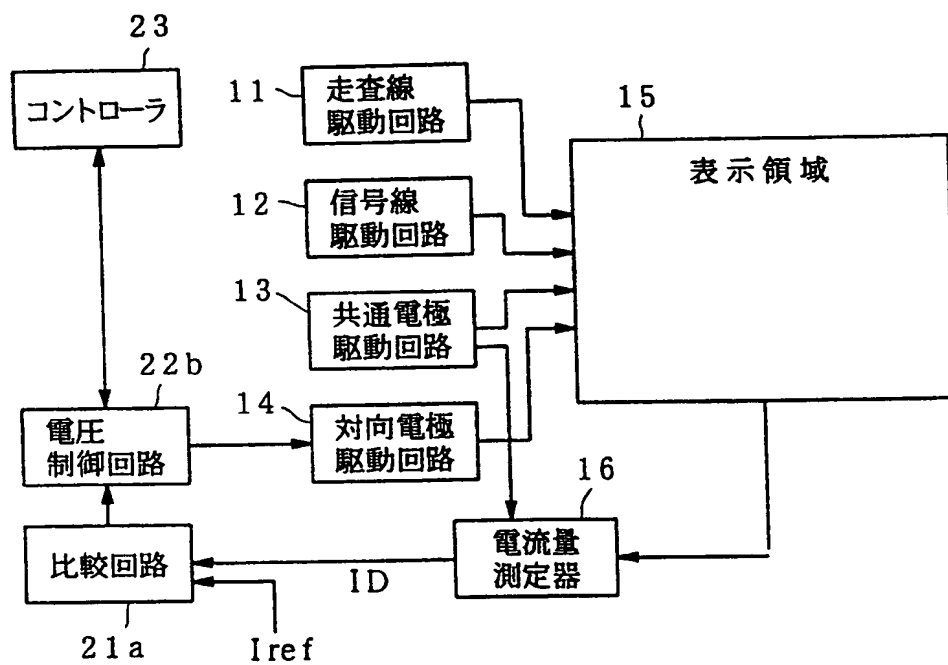 23
コントローラ
11
走査線
駆動回路
15
表示領域
12
信号線
駆動回路
13
共通電極
駆動回路
22b
電圧
制御回路
14
対向電極
駆動回路
16
電流量
測定器
比較回路
ID
21a
Iref